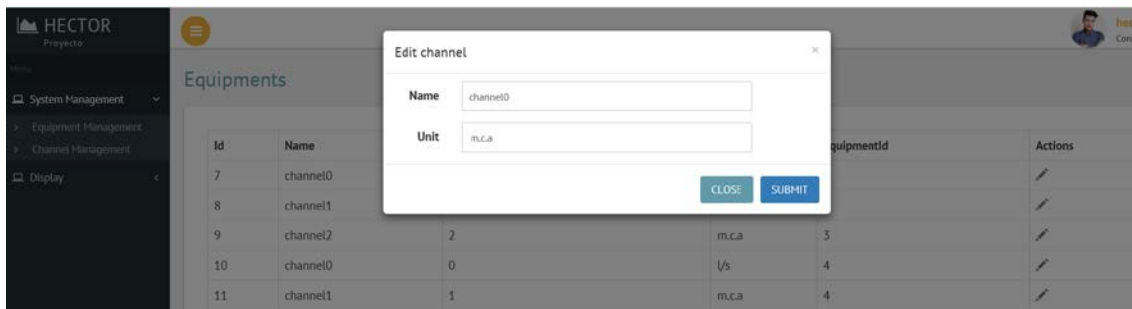 HECTOR
Proyecto
Menu
System Management
Equipment Management
Channel Management
Display
Equipments
Edit channel
×
Name channel0
Unit m.c.a
CLOSE SUBMIT
Id Name quipmentId Actions
7 channel0
8 channel1
9 channel2 2 m.c.a 3
10 channel0 0 l/s 4
11 channel1 1 m.c.a 4